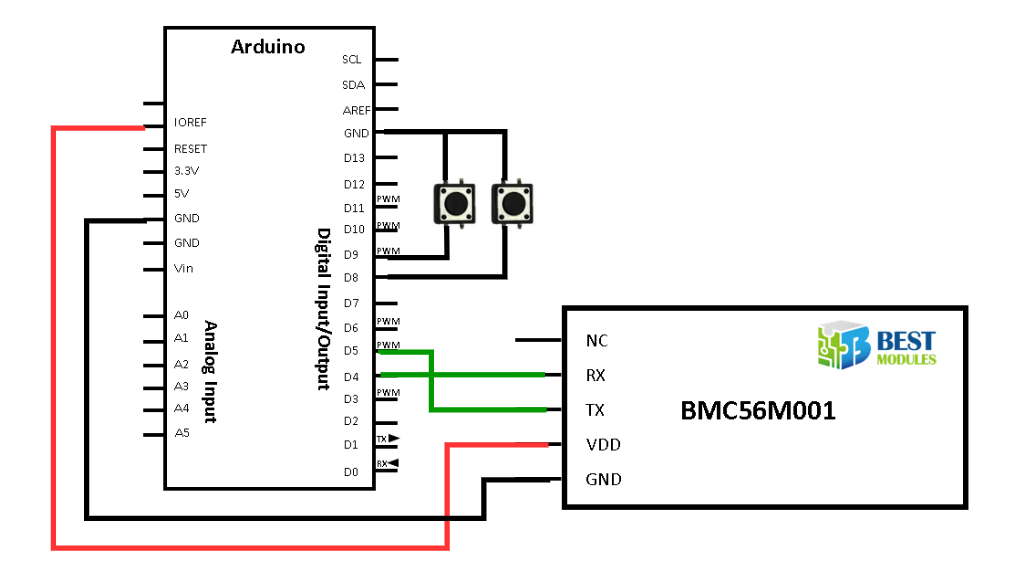 Arduino
SCL
SDA
AREF
GND
D13
D12
D11 PWM
D10 PWM
D9 PWM
D8
D7
D6 PWM
D5 PWM
D4
D3 PWM
D2
D1 TX
D0 RX
IOREF
RESET
3.3V
5V
GND
GND
Vin
A0
A1
A2
A3
A4
A5
Analog Input
Digital Input/Output
NC
RX
TX
VDD
GND
BMC56M001
BEST
MODULES